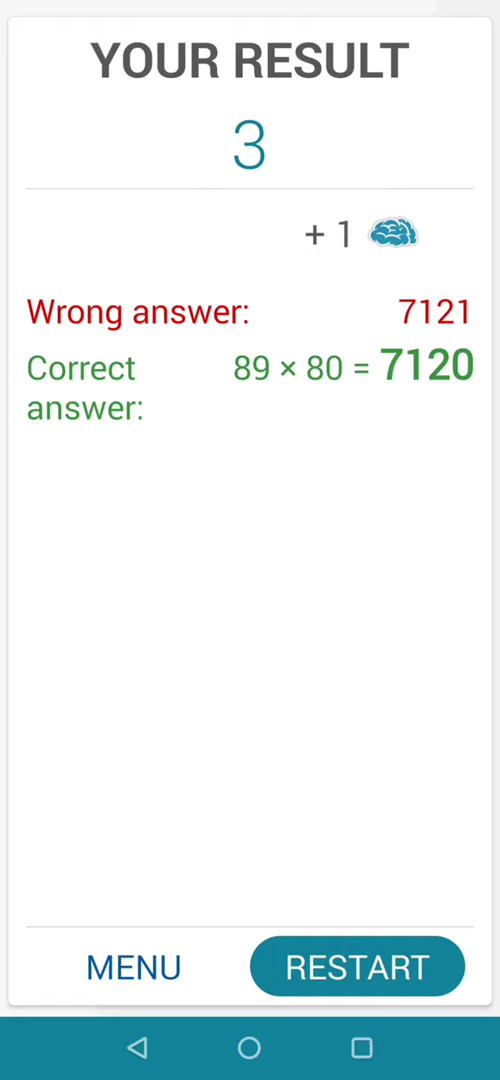 YOUR RESULT
3
+ 1
Wrong answer: 7121
Correct answer: 89 × 80 = 7120
MENU RESTART